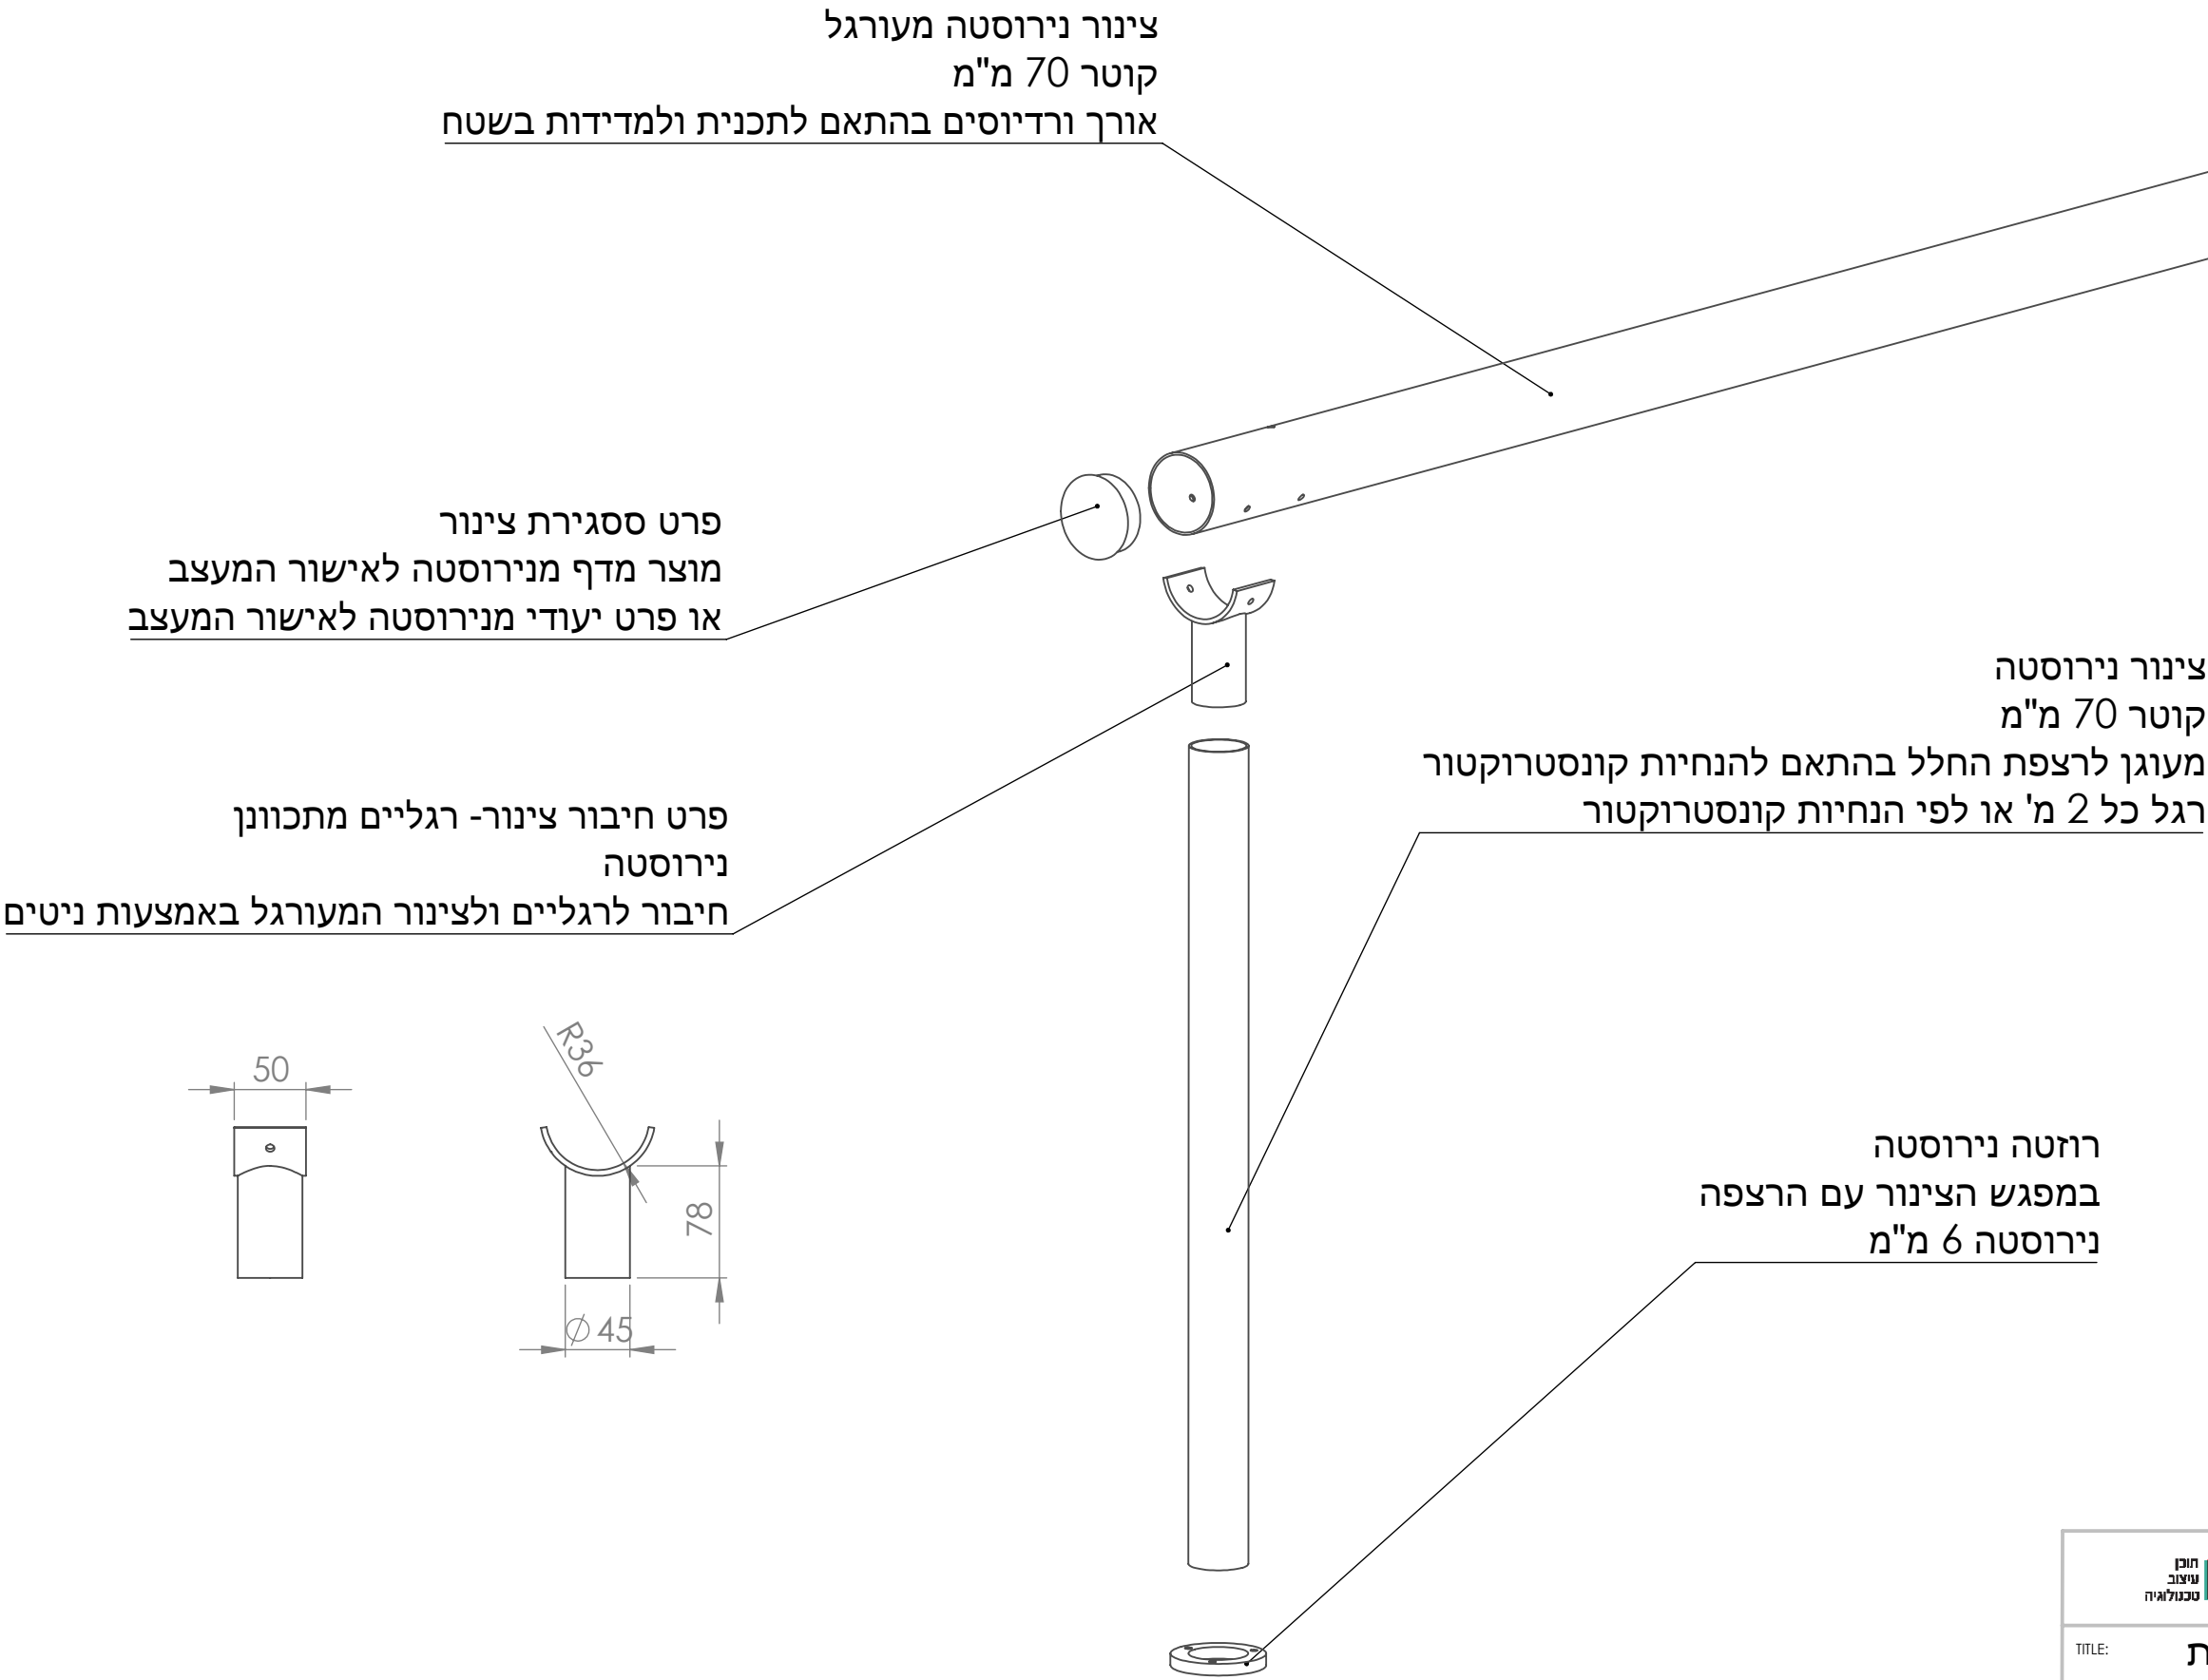 צינור נירוסטה מעורגל
קוטר 70 מ"מ
אורך ורדיוסים בהתאם לתכנית ולמדידות בשטח
פרט ססגירת צינור
מוצר מדף מנירוסטה לאישור המעצב
או פרט יעודי מנירוסטה לאישור המעצב
צינור נירוסטה
קוטר 70 מ"מ
מעוגן לרצפת החלל בהתאם להנחיות קונסטרוקטור
רגל כל 2 מ' או לפי הנחיות קונסטרוקטור
פרט חיבור צינור- רגליים מתכוונן
נירוסטה
חיבור לרגליים ולצינור המעורגל באמצעות ניטים
50
R36
78
∅45
רוזטה נירוסטה
במפגש הצינור עם הרצפה
נירוסטה 6 מ"מ
תוכן
עיצוב
טכנולוגיה
TITLE:
ת